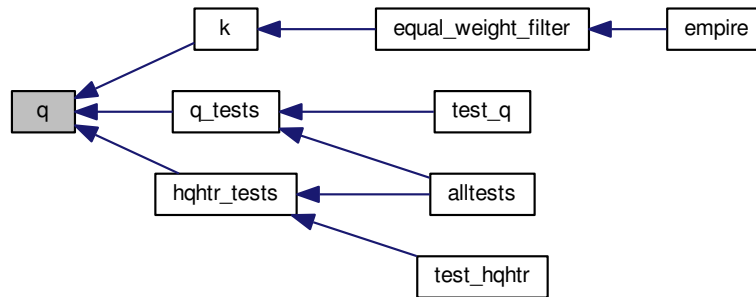 k
equal_weight_filter
empire
q
q_tests
test_q
hqhtr_tests
alltests
test_hqhtr